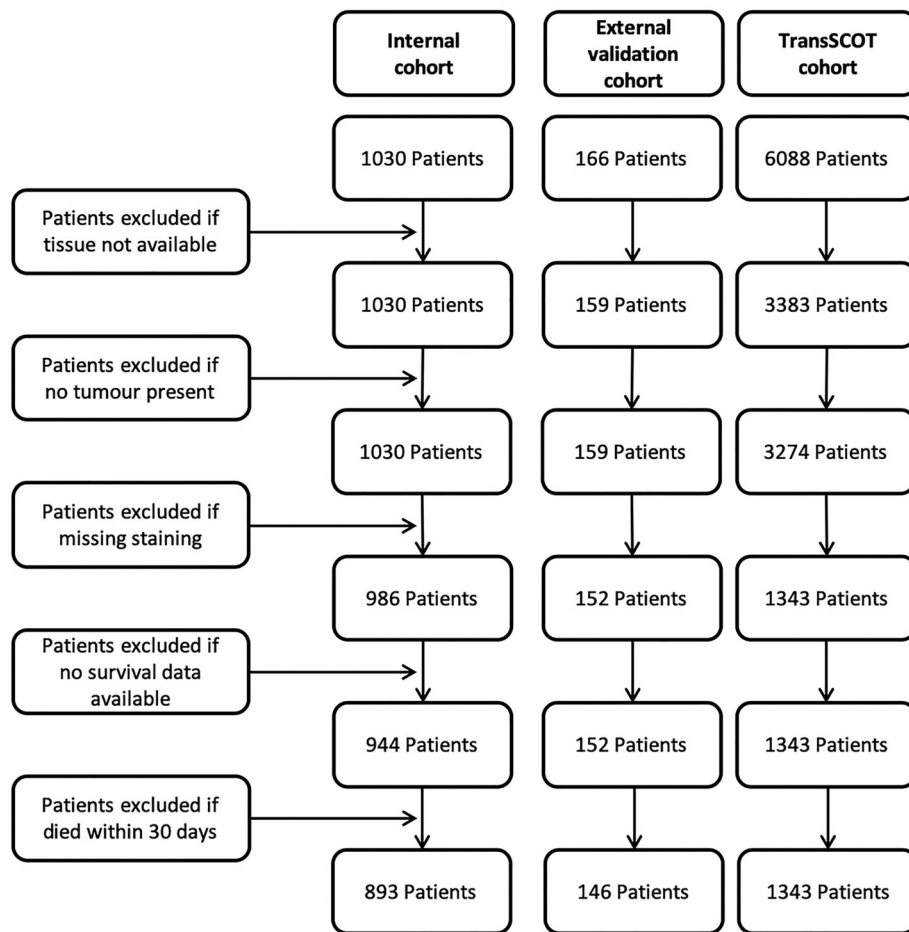 Internal
cohort
External
validation
cohort
TransSCOT
cohort
1030 Patients
166 Patients
6088 Patients
Patients excluded if
tissue not available
1030 Patients
159 Patients
3383 Patients
Patients excluded if
no tumour present
1030 Patients
159 Patients
3274 Patients
Patients excluded if
missing staining
986 Patients
152 Patients
1343 Patients
Patients excluded if
no survival data
available
944 Patients
152 Patients
1343 Patients
Patients excluded if
died within 30 days
893 Patients
146 Patients
1343 Patients